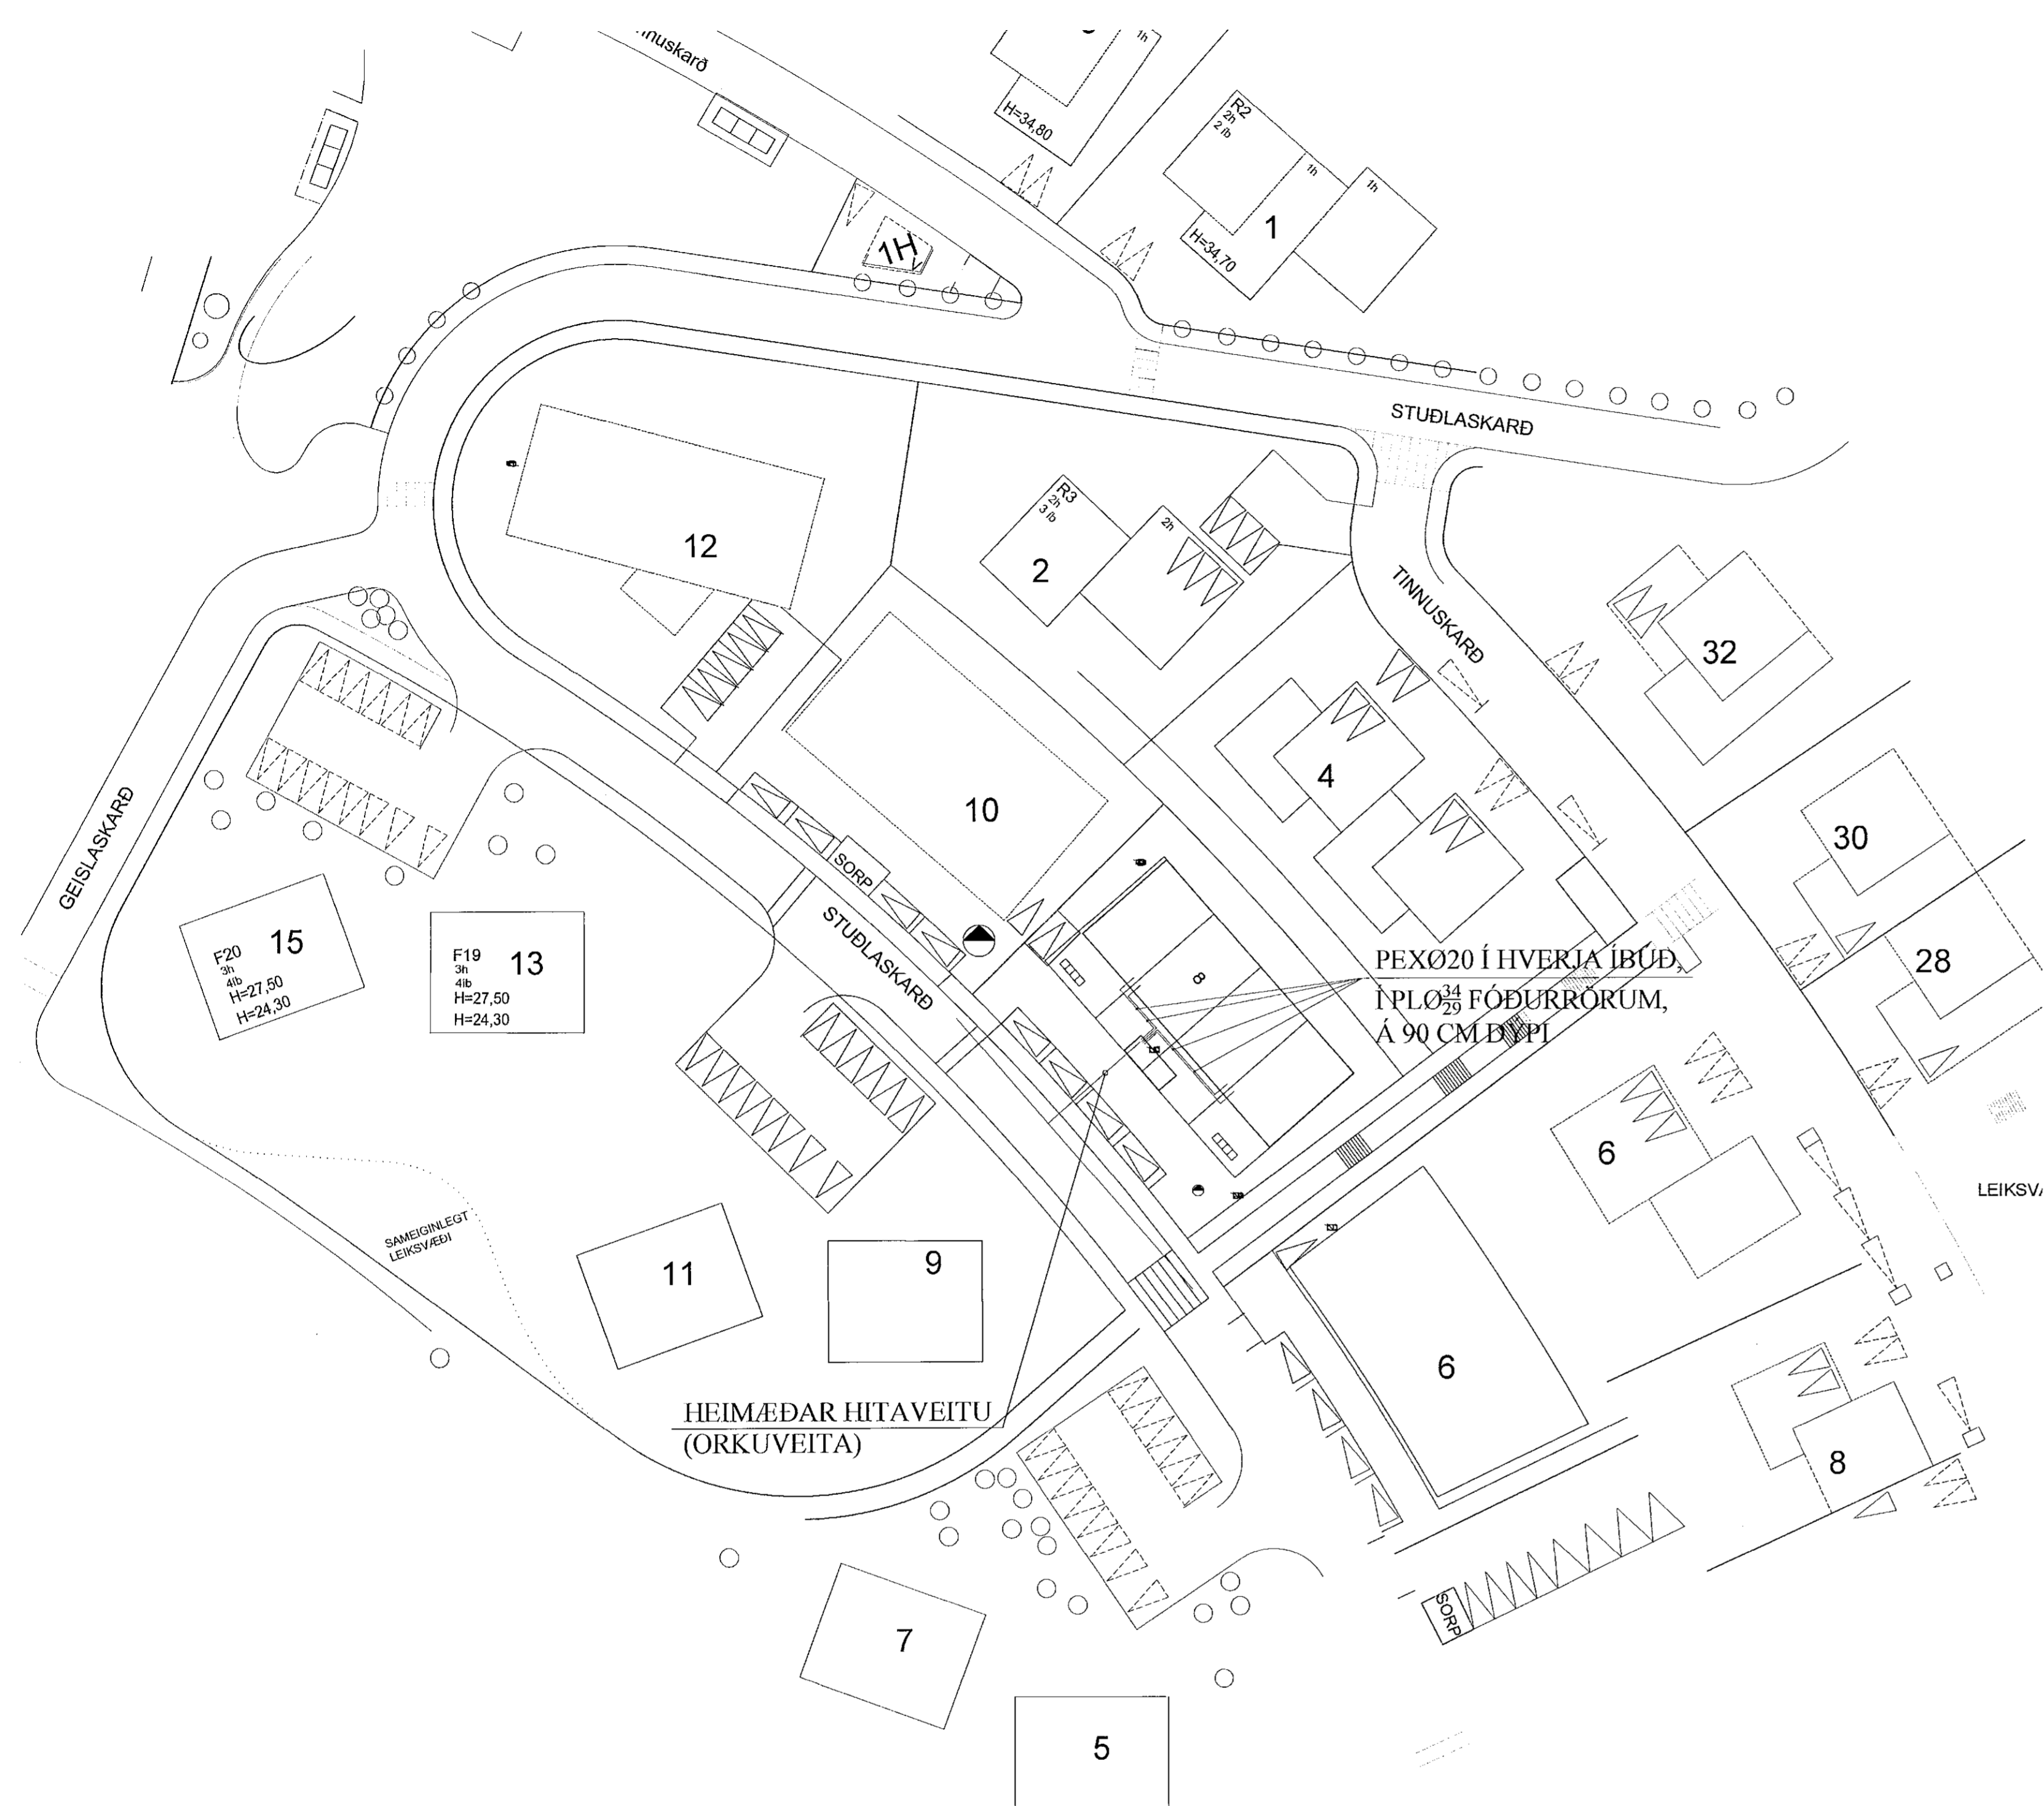 nuskarð
1h
H=34,80
R2
2h
2 íb
1h
1h
1
H=34,70
1H
STUÐLASKARÐ
12
R3
2h
3 íb
2h
2
TINNUSKARÐ
32
4
10
30
GEISLASKARÐ
SORP
STUÐLASKARÐ
28
F20
3h
4íb
H=27,50
H=24,30
15
F19
3h
4íb
H=27,50
H=24,30
13
8
PEXØ20 Í HVERJA ÍBÚÐ,
Í PLØ34/29 FÓÐURRÖRUM,
Á 90 CM DÝPI
6
LEIKSV
SAMEIGINLEGT
LEIKSVÆÐI
11
9
6
HEIMÆÐAR HITAVEITU
(ORKUVEITA)
8
SORP
7
5